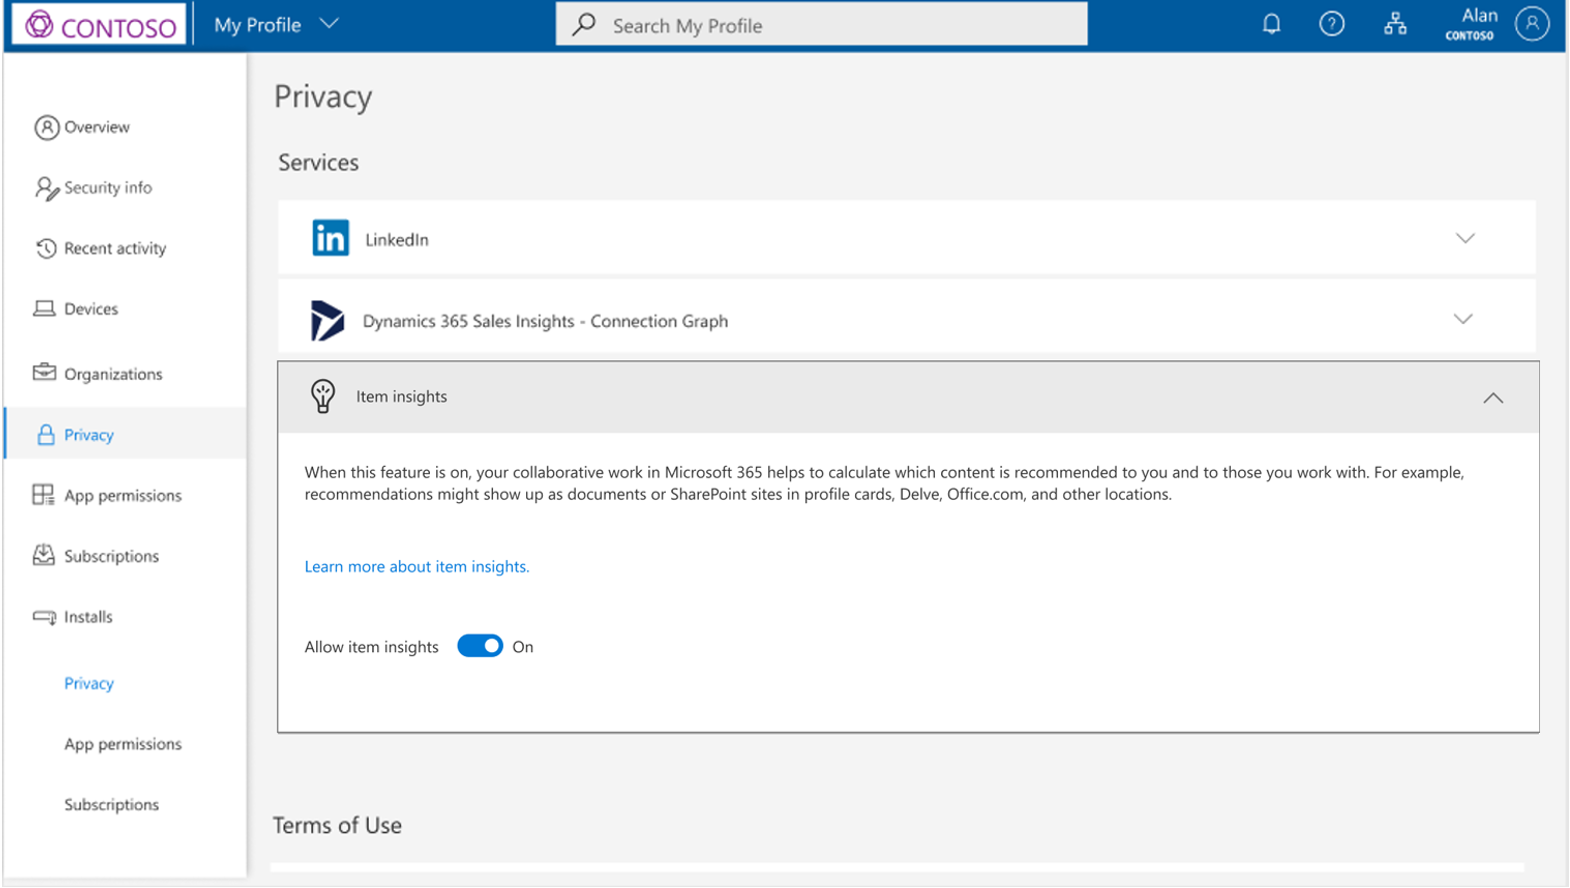 CONTOSO
My Profile
Search My Profile
Alan
CONTOSO
Overview
Security info
Recent activity
Devices
Organizations
Privacy
App permissions
Subscriptions
Installs
Privacy
App permissions
Subscriptions
Privacy
Services
LinkedIn
Dynamics 365 Sales Insights - Connection Graph
Item insights
When this feature is on, your collaborative work in Microsoft 365 helps to calculate which content is recommended to you and to those you work with. For example,
recommendations might show up as documents or SharePoint sites in profile cards, Delve, Office.com, and other locations.
Learn more about item insights.
Allow item insights On
Terms of Use